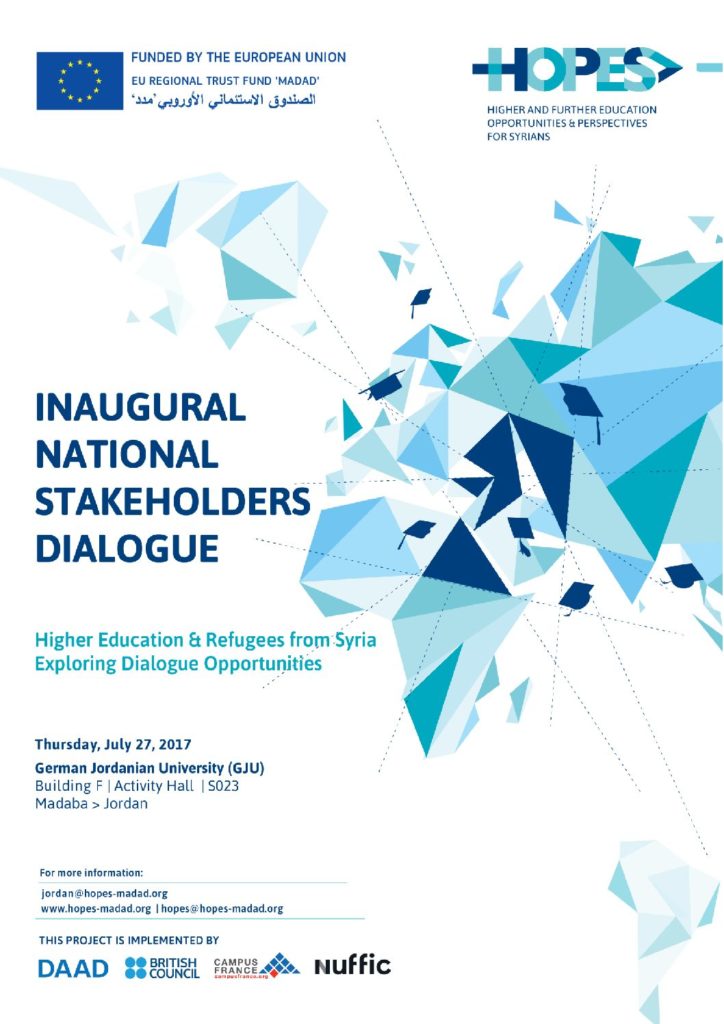 FUNDED BY THE EUROPEAN UNION
EU REGIONAL TRUST FUND 'MADAD'
الصندوق الاستئماني الأوروبي 'مدد'
HOPES
HIGHER AND FURTHER EDUCATION
OPPORTUNITIES & PERSPECTIVES
FOR SYRIANS
INAUGURAL
NATIONAL
STAKEHOLDERS
DIALOGUE
Higher Education & Refugees from Syria
Exploring Dialogue Opportunities
Thursday, July 27, 2017
German Jordanian University (GJU)
Building F | Activity Hall | S023
Madaba > Jordan
For more information:
jordan@hopes-madad.org
www.hopes-madad.org | hopes@hopes-madad.org
THIS PROJECT IS IMPLEMENTED BY
DAAD
BRITISH
COUNCIL
CAMPUS
FRANCE
campusfrance.org
nuffic